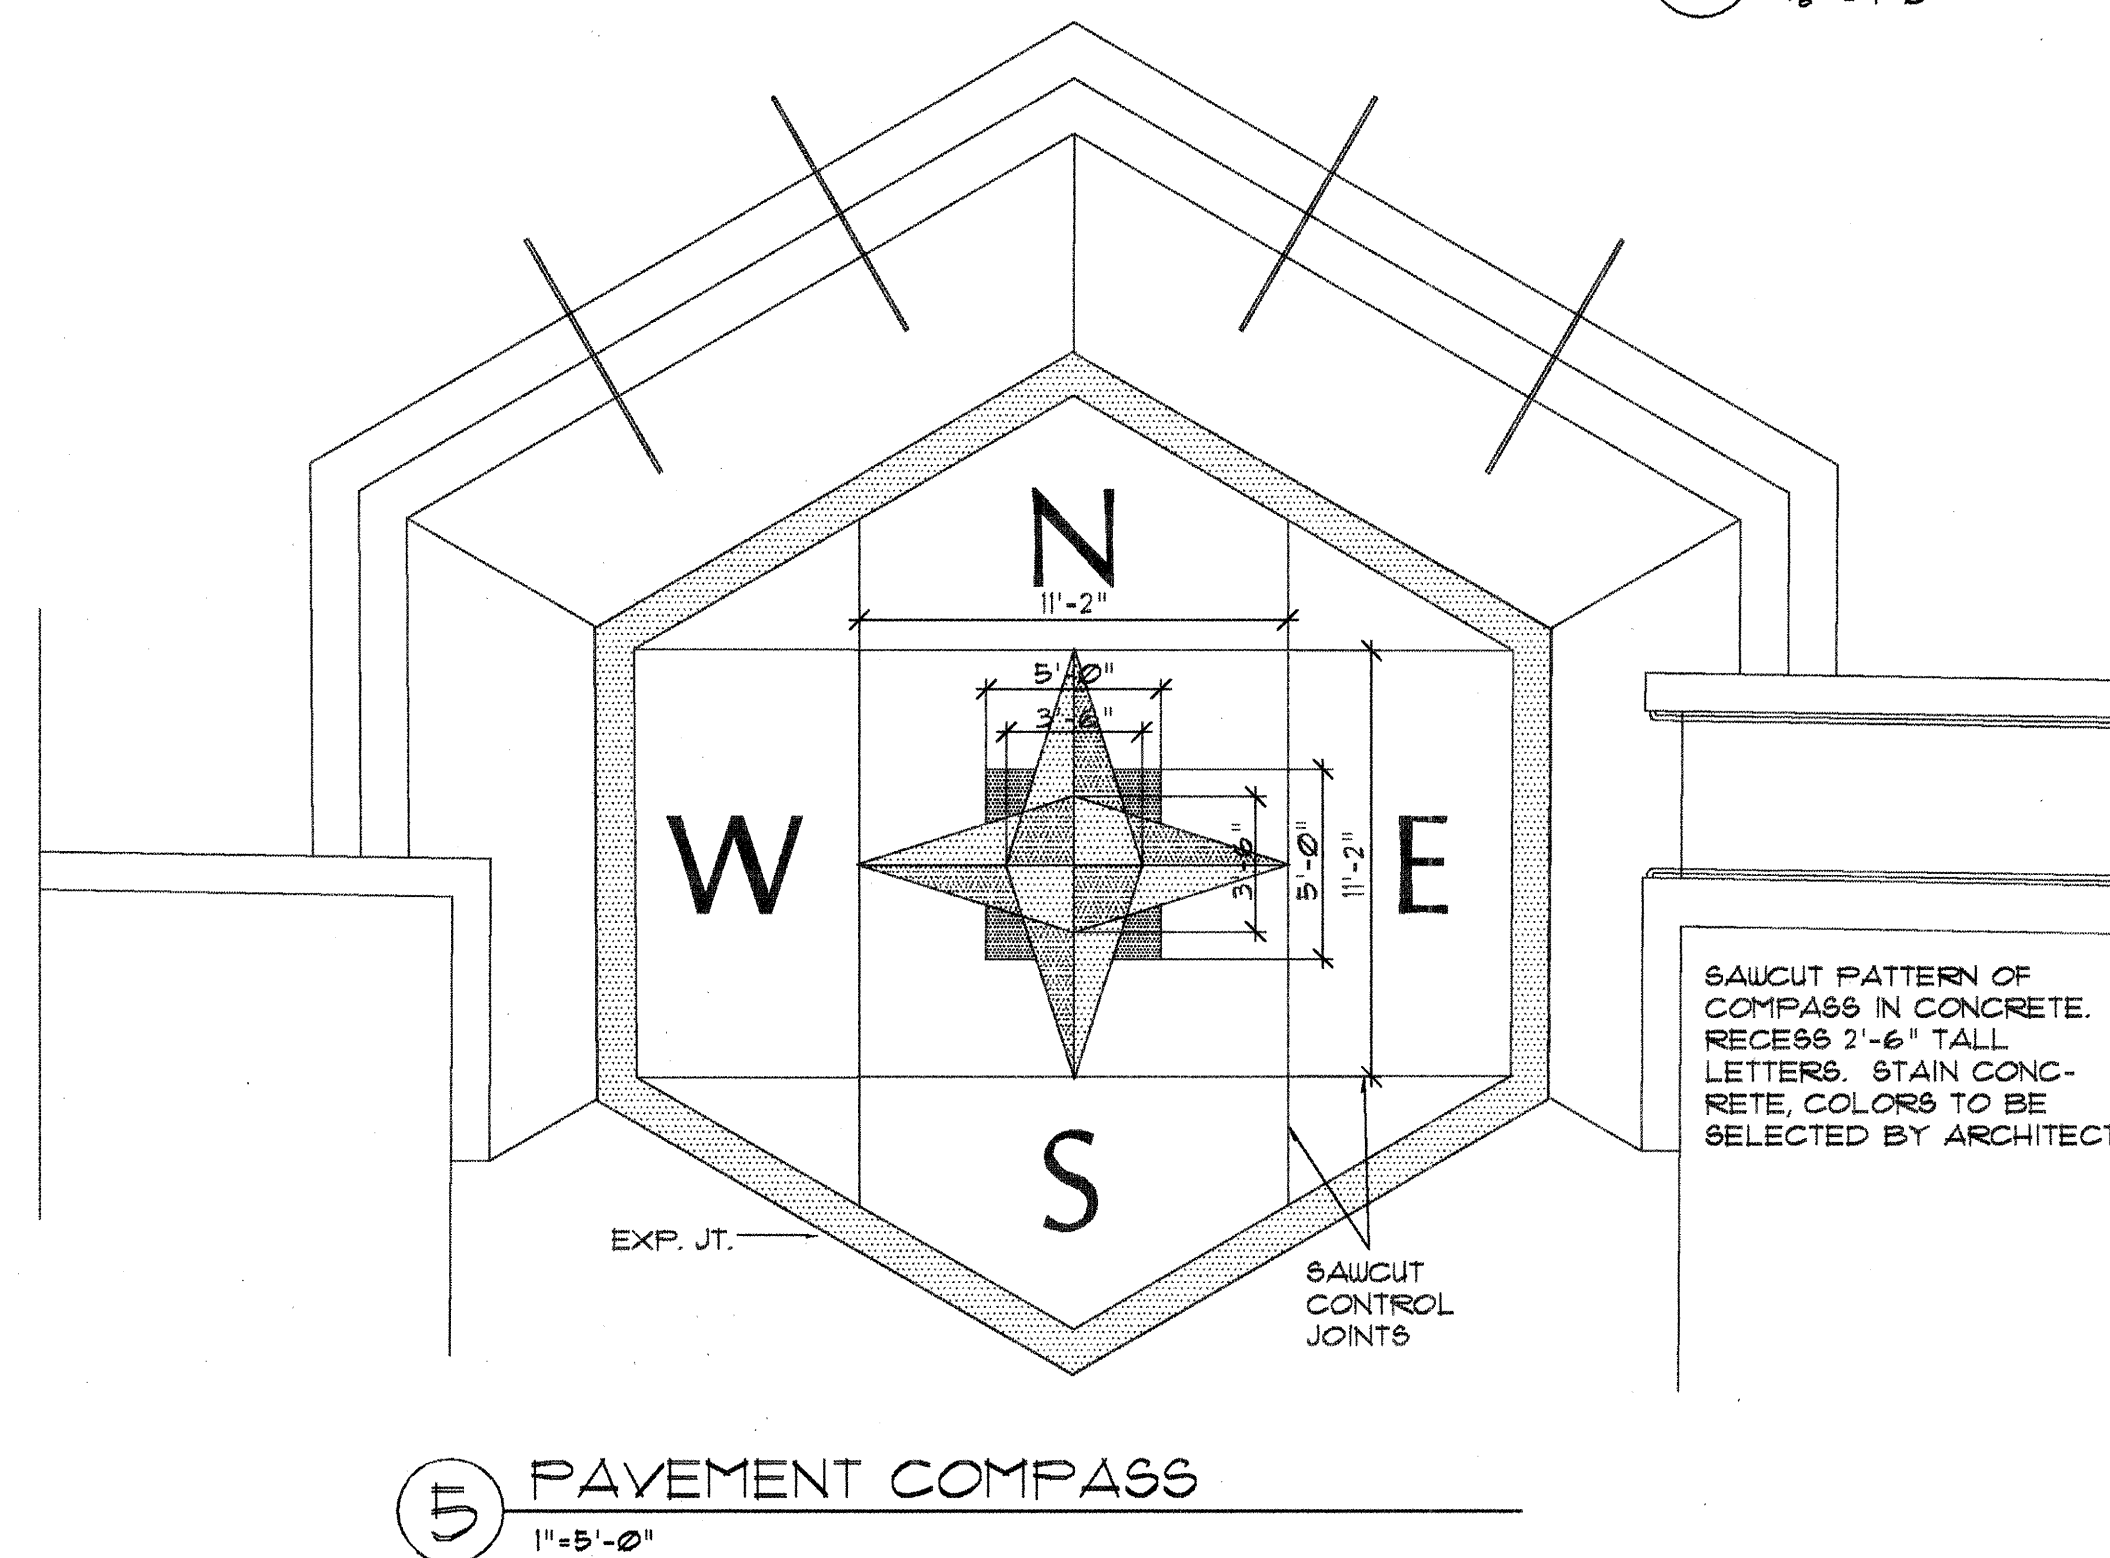 N
11'-2"
5'-0"
3'-6"
W
3'-6"
5'-0"
11'-2"
E
SAWCUT PATTERN OF
COMPASS IN CONCRETE.
RECESS 2'-6" TALL
LETTERS. STAIN CONC-
RETE, COLORS TO BE
SELECTED BY ARCHITECT
S
EXP. JT.
SAWCUT
CONTROL
JOINTS
5 PAVEMENT COMPASS
1"=5'-0"